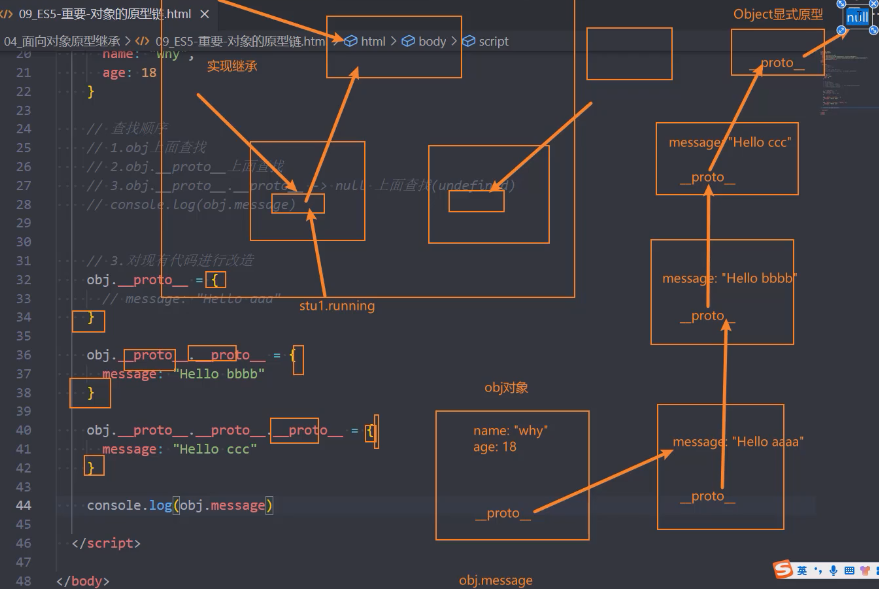 09_ES5-重要-对象的原型链.html
04_面向对象原型继承 > 09_ES5-重要-对象的原型链.html > html > body > script
20 name: "why",
21 age: 18
22 }
23
24 // 查找顺序
25 // 1.obj上面查找
26 // 2.obj.__proto__上面查找
27 // 3.obj.__proto__.__proto__ -> null 上面查找(undefined)
28 // console.log(obj.message)
29
30
31 // 3.对现有代码进行改造
32 obj.__proto__ = {
33 // message: "Hello aaa"
34 }
35
36 obj.__proto__.__proto__ = {
37 message: "Hello bbbb"
38 }
39
40 obj.__proto__.__proto__.__proto__ = {
41 message: "Hello ccc"
42 }
43
44 console.log(obj.message)
45
46 </script>
47
48 </body>
实现继承
stu1.running
Object显式原型
null
__proto__
message: "Hello ccc"
__proto__
message: "Hello bbbb"
__proto__
obj对象
name: "why"
age: 18
__proto__
message: "Hello aaaa"
__proto__
obj.message
英